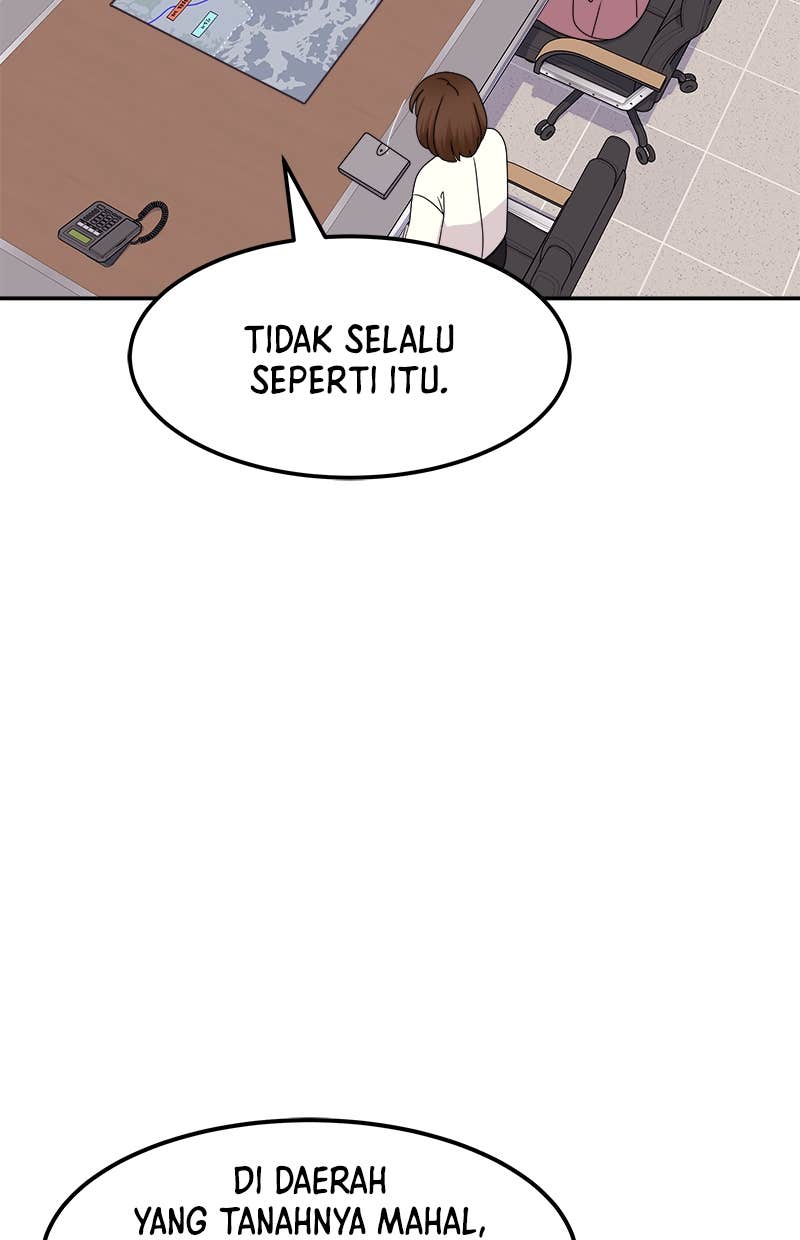 TIDAK SELALU
SEPERTI ITU.
DI DAERAH
YANG TANAHNYA MAHAL,